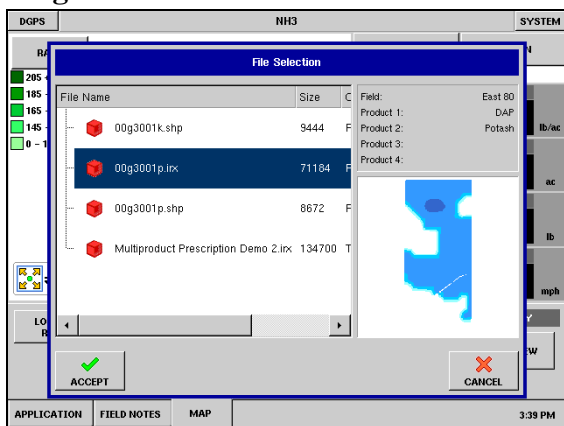 DGPS NH3 SYSTEM
File Selection
205
185
165
145
0 - 1
File Name Size
00g3001k.shp 9444 F
00g3001p.irx 71184 F
00g3001p.shp 8672 F
Multiproduct Prescription Demo 2.irx 134700 T
Field: East 80
Product 1: DAP
Product 2: Potash
Product 3:
Product 4:
lb/ac
ac
lb
mph
ACCEPT CANCEL
APPLICATION FIELD NOTES MAP 3:39 PM